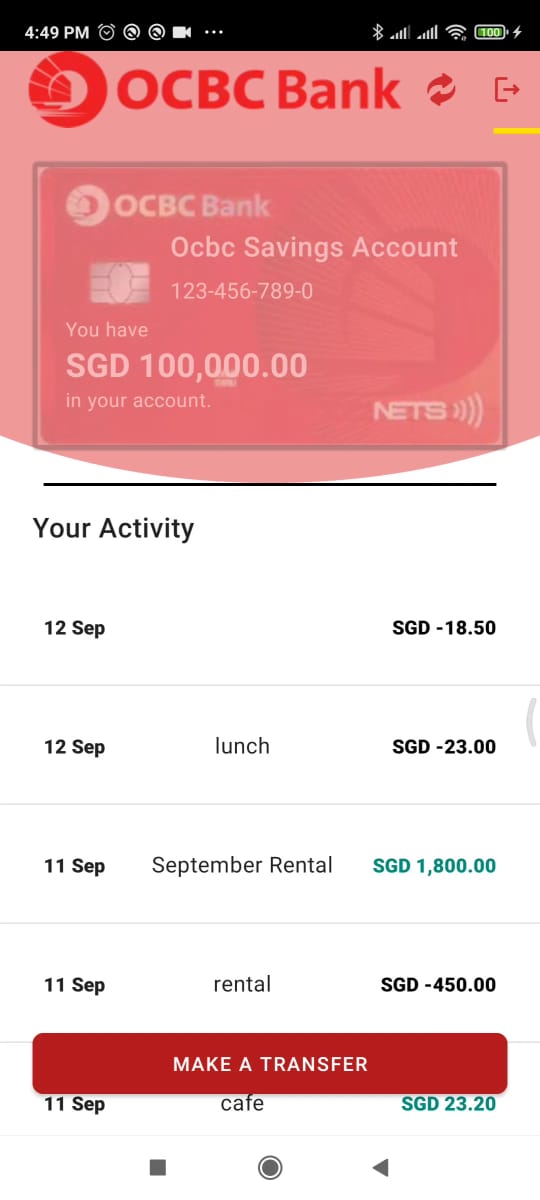 4:49 PM
100
OCBC Bank
OCBC Bank
Ocbc Savings Account
123-456-789-0
You have
SGD 100,000.00
in your account.
NETS
Your Activity
12 Sep SGD -18.50
12 Sep lunch SGD -23.00
11 Sep September Rental SGD 1,800.00
11 Sep rental SGD -450.00
MAKE A TRANSFER
11 Sep cafe SGD 23.20